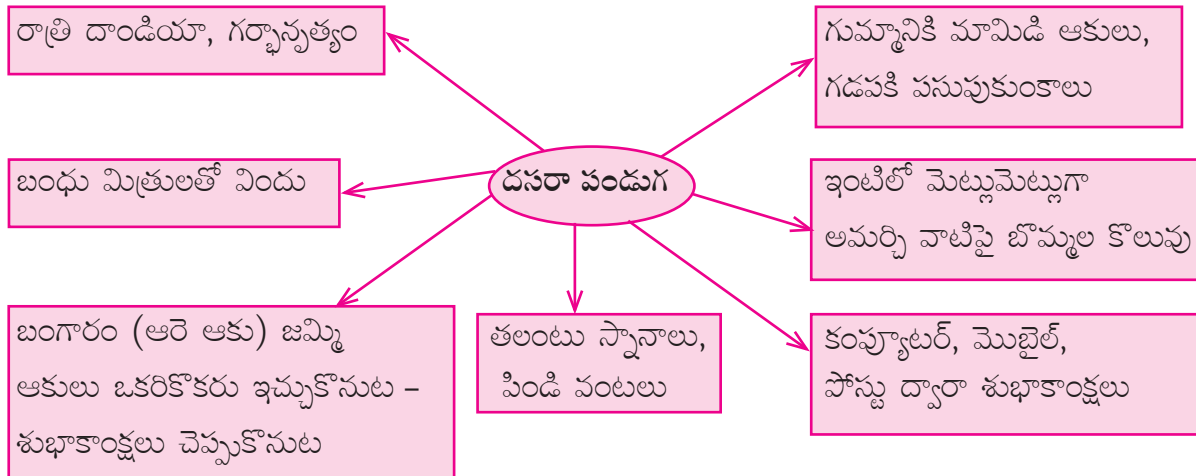 రాత్రి దాండియా, గర్భానృత్యం
గుమ్మానికి మామిడి ఆకులు,
గడపకి పసుపుకుంకాలు
బంధు మిత్రులతో విందు
దసరా పండుగ
ఇంటిలో మెట్లుమెట్లుగా
అమర్చి వాటిపై బొమ్మల కొలువు
బంగారం (ఆరె ఆకు) జమ్మి
ఆకులు ఒకరికొకరు ఇచ్చుకొనుట –
శుభాకాంక్షలు చెప్పుకొనుట
తలంటు స్నానాలు,
పిండి వంటలు
కంప్యూటర్, మొబైల్,
పోస్టు ద్వారా శుభాకాంక్షలు